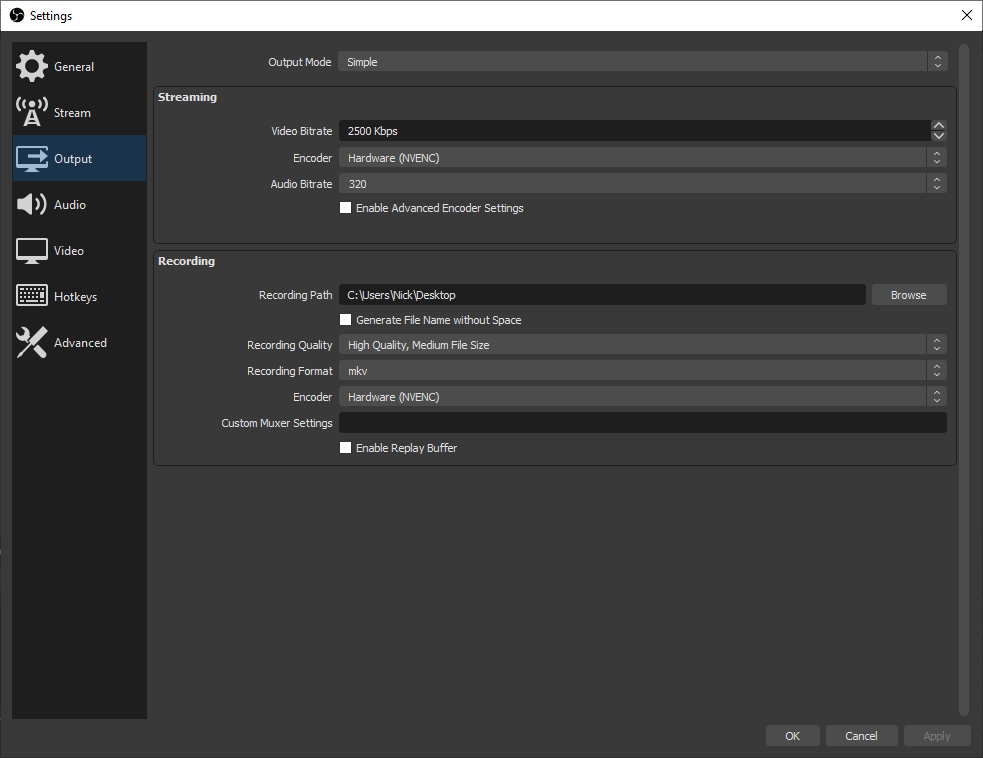 Settings
General
Stream
Output
Audio
Video
Hotkeys
Advanced
Output Mode Simple
Streaming
Video Bitrate 2500 Kbps
Encoder Hardware (NVENC)
Audio Bitrate 320
Enable Advanced Encoder Settings
Recording
Recording Path C:\Users\Nick\Desktop Browse
Generate File Name without Space
Recording Quality High Quality, Medium File Size
Recording Format mkv
Encoder Hardware (NVENC)
Custom Muxer Settings
Enable Replay Buffer
OK Cancel Apply